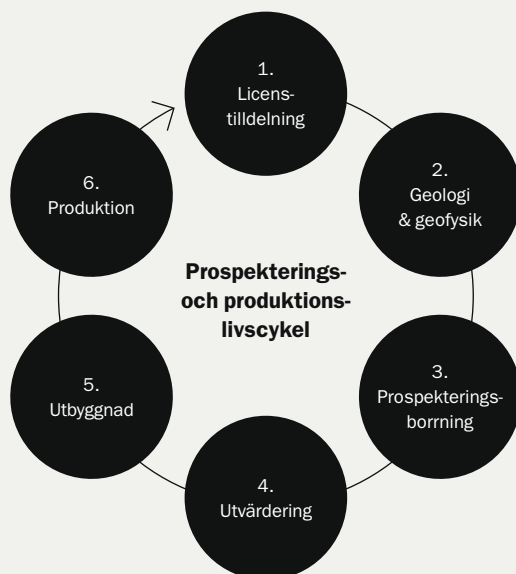 1.
Licens-
tilldelning
2.
Geologi
& geofysik
3.
Prospekterings-
borrning
4.
Utvärdering
5.
Utbyggnad
6.
Produktion
Prospekterings-
och produktions-
livscykel